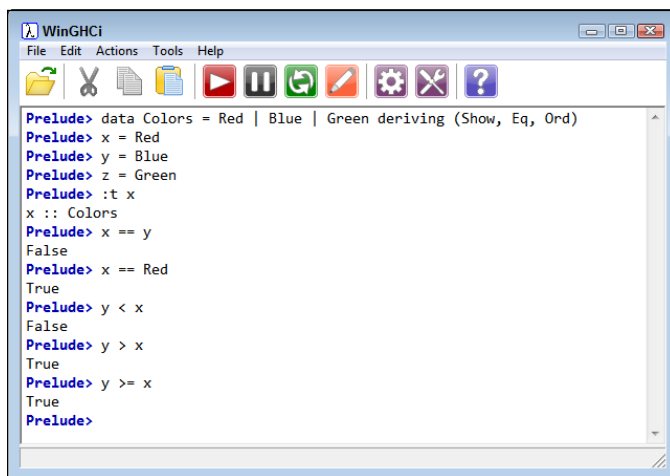 WinGHCi
File Edit Actions Tools Help
Prelude> data Colors = Red | Blue | Green deriving (Show, Eq, Ord)
Prelude> x = Red
Prelude> y = Blue
Prelude> z = Green
Prelude> :t x
x :: Colors
Prelude> x == y
False
Prelude> x == Red
True
Prelude> y < x
False
Prelude> y > x
True
Prelude> y >= x
True
Prelude>